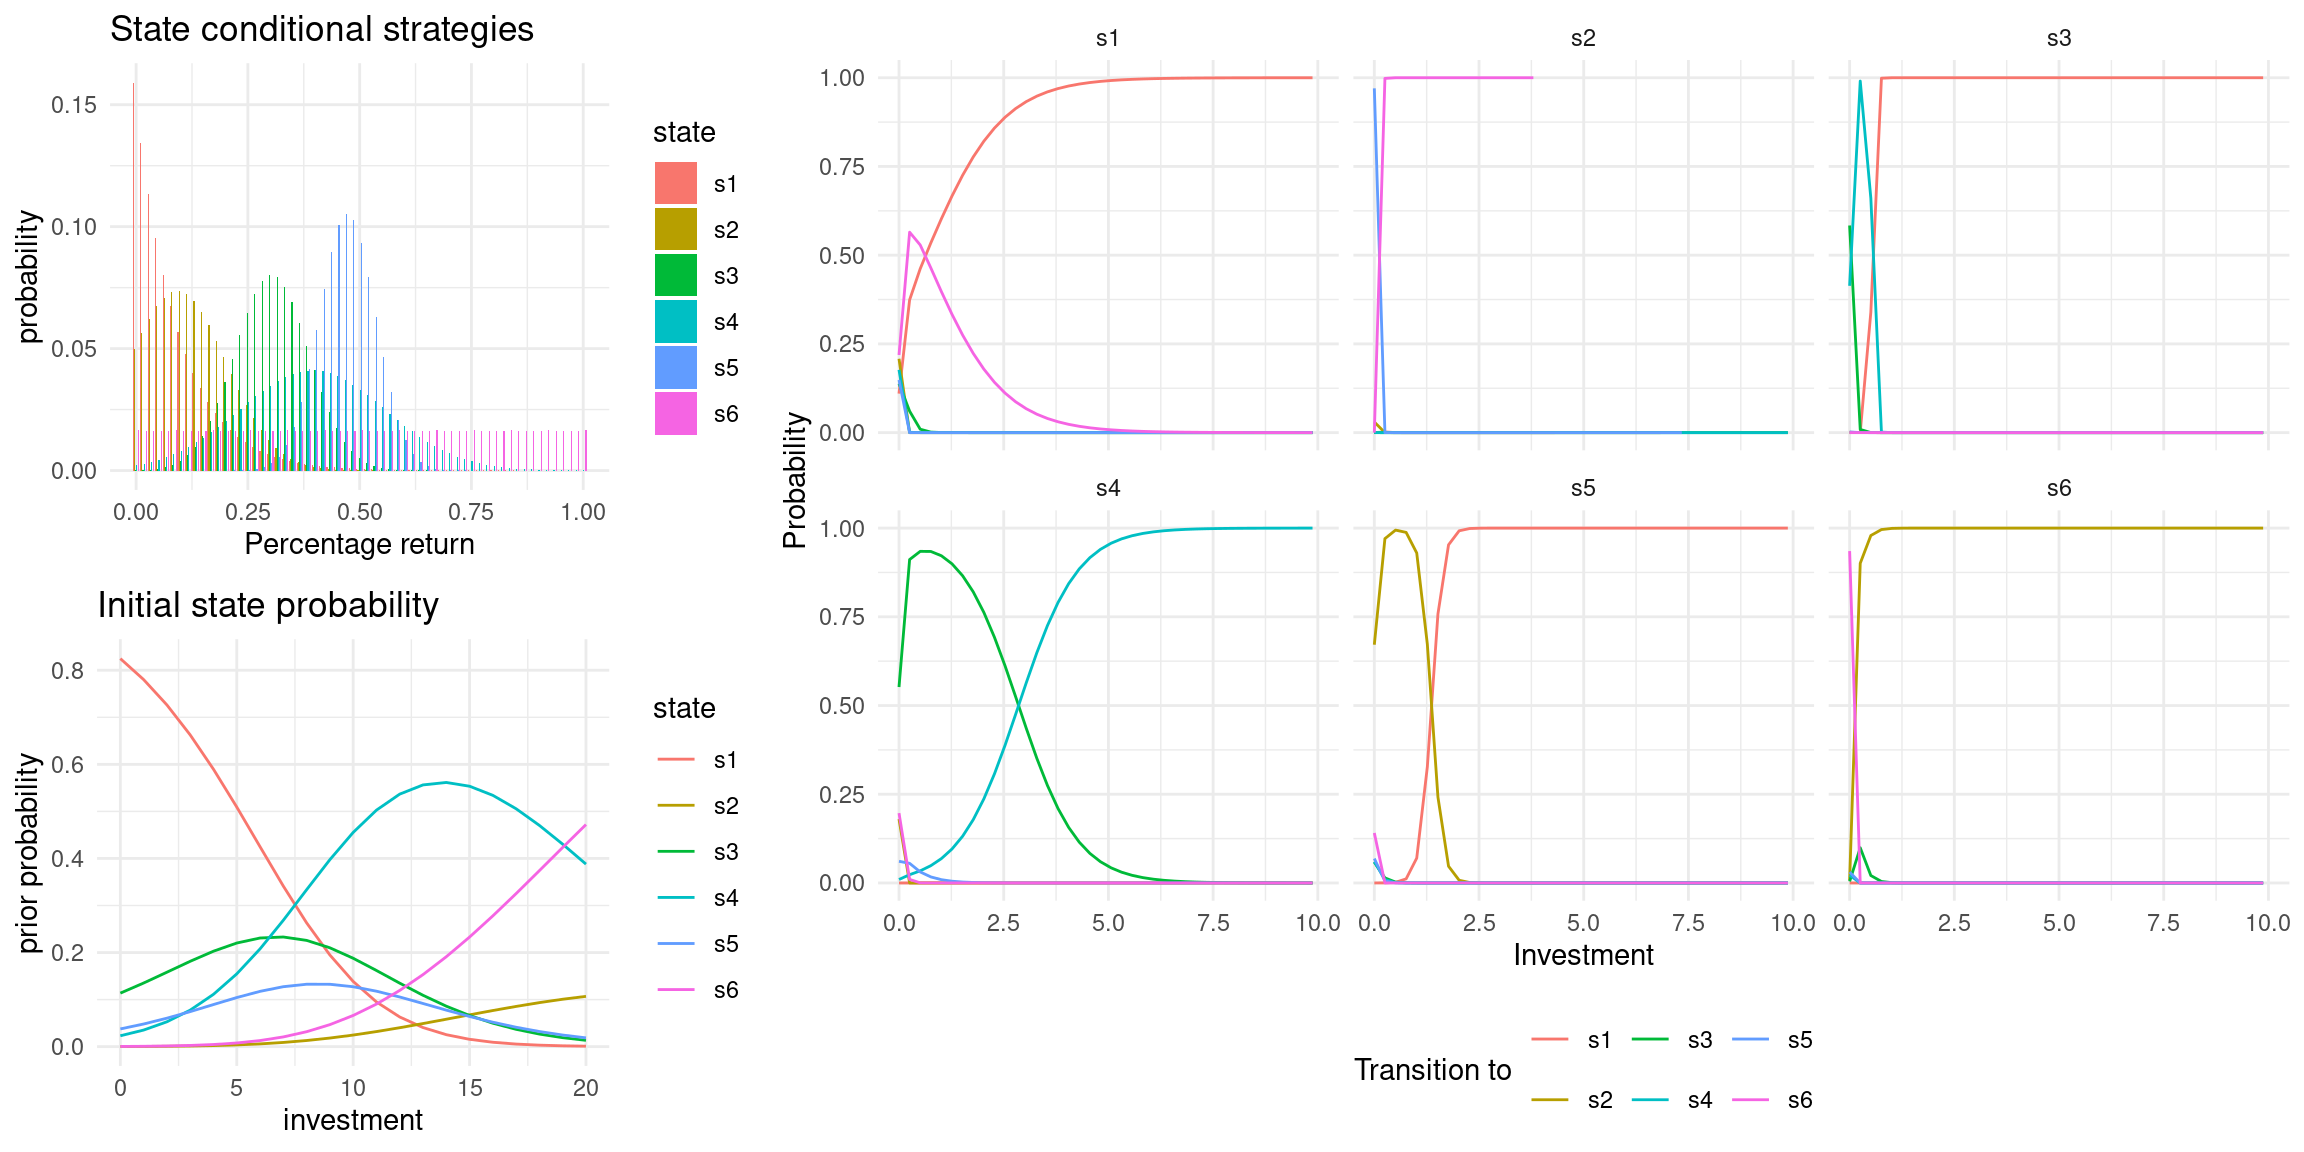 State conditional strategies
probability
0.15
0.10
0.05
0.00
0.00 0.25 0.50 0.75 1.00
Percentage return
state
s1
s2
s3
s4
s5
s6
Initial state probability
prior probability
0.8
0.6
0.4
0.2
0.0
0 5 10 15 20
investment
state
s1
s2
s3
s4
s5
s6
s1 s2 s3
1.00
0.75
0.50
0.25
0.00
Probability
s4 s5 s6
1.00
0.75
0.50
0.25
0.00
0.0 2.5 5.0 7.5 10.0 0.0 2.5 5.0 7.5 10.0 0.0 2.5 5.0 7.5 10.0
Investment
Transition to
s1 s3 s5
s2 s4 s6